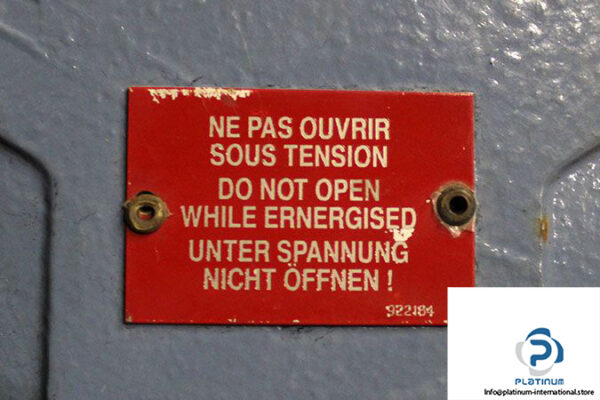 NE PAS OUVRIR
SOUS TENSION
DO NOT OPEN
WHILE ERNERGISED
UNTER SPANNUNG
NICHT ÖFFNEN !
922184
PLATINUM
Info@platinum-international.store